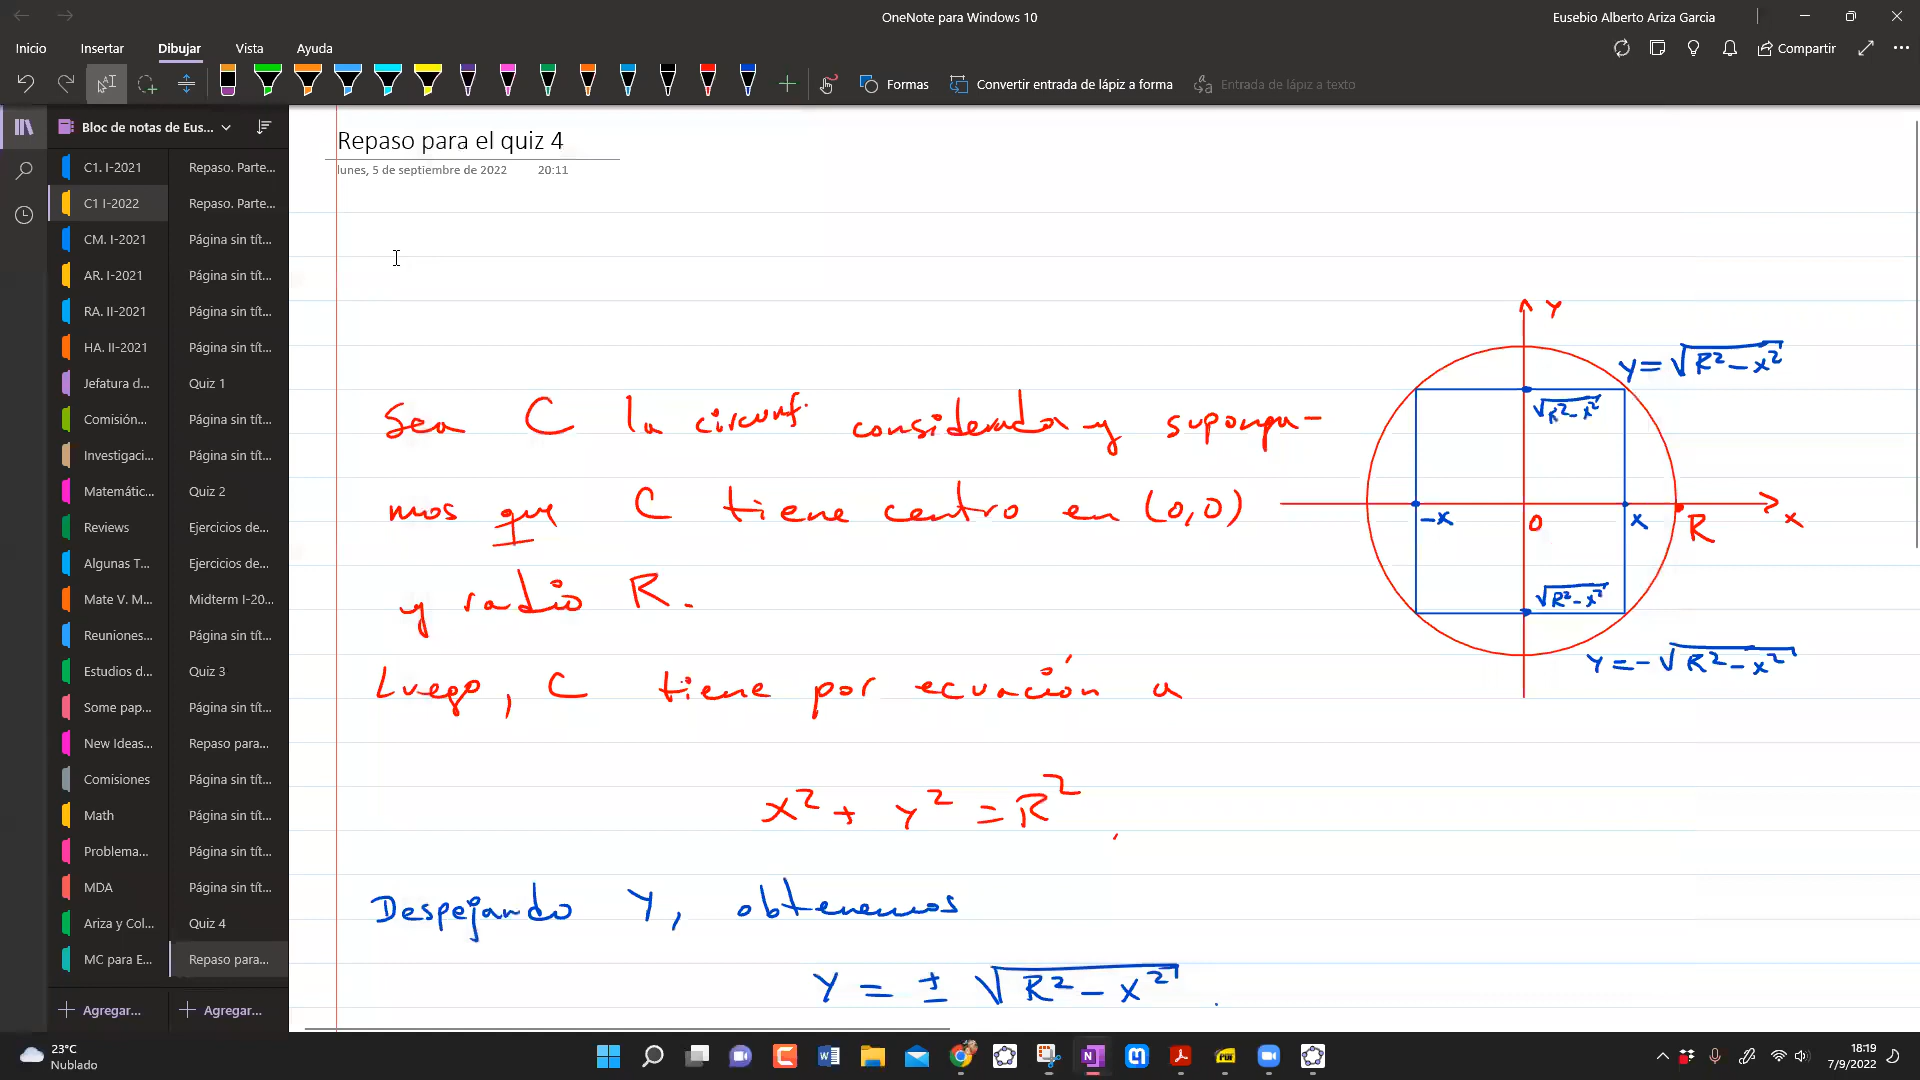 OneNote para Windows 10
Eusebio Alberto Ariza Garcia
Inicio Insertar Dibujar Vista Ayuda
Compartir
Formas
Convertir entrada de lápiz a forma
Entrada de lápiz a texto
Bloc de notas de Eus...
C1. I-2021
C1 I-2022
CM. I-2021
AR. I-2021
RA. II-2021
HA. II-2021
Jefatura d...
Comisión...
Investigaci...
Matemátic...
Reviews
Algunas T...
Mate V. M...
Reuniones...
Estudios d...
Some pap...
New Ideas...
Comisiones
Math
Problema...
MDA
Ariza y Col...
MC para E...
Agregar...
Repaso. Parte...
Repaso. Parte...
Página sin tít...
Página sin tít...
Página sin tít...
Página sin tít...
Quiz 1
Página sin tít...
Página sin tít...
Quiz 2
Ejercicios de...
Ejercicios de...
Midterm I-20...
Página sin tít...
Quiz 3
Página sin tít...
Repaso para...
Página sin tít...
Página sin tít...
Página sin tít...
Página sin tít...
Quiz 4
Repaso para...
Agregar...
Repaso para el quiz 4
lunes, 5 de septiembre de 2022 20:11
Sea C la circunf. considerada y suponga-
mos que C tiene centro en (0,0)
y radio R.
Luego, C tiene por ecuación a
x² + y² = R²
Despejando Y, obtenemos
Y = ± √(R² - x²).
Y
Y = √(R² - x²)
√(R² - x²)
-x 0 x R x
√(R² - x²)
Y = -√(R² - x²)
23°C
Nublado
18:19
7/9/2022